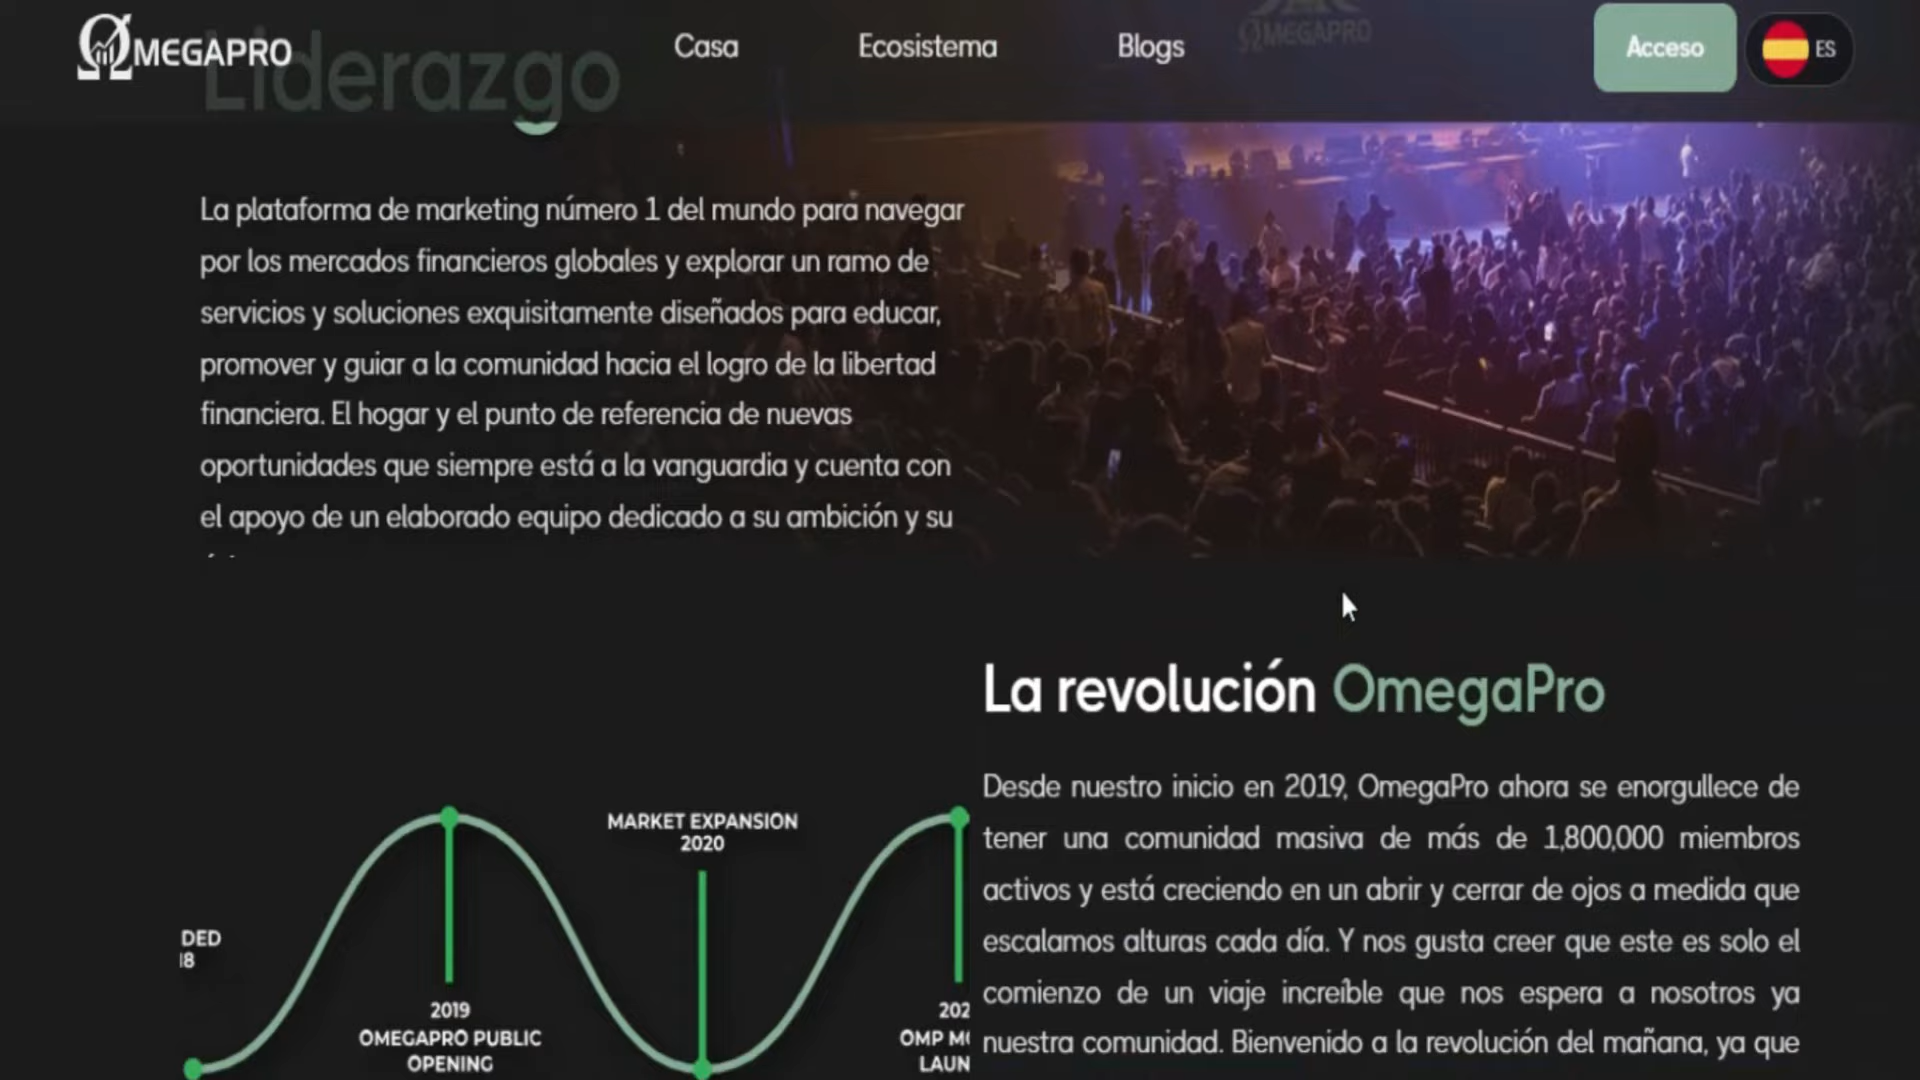 ΩMEGAPRO
Casa
Ecosistema
Blogs
ΩMEGAPRO
Acceso
ES
Liderazgo
La plataforma de marketing número 1 del mundo para navegar
por los mercados financieros globales y explorar un ramo de
servicios y soluciones exquisitamente diseñados para educar,
promover y guiar a la comunidad hacia el logro de la libertad
financiera. El hogar y el punto de referencia de nuevas
oportunidades que siempre está a la vanguardia y cuenta con
el apoyo de un elaborado equipo dedicado a su ambición y su
La revolución OmegaPro
Desde nuestro inicio en 2019, OmegaPro ahora se enorgullece de
tener una comunidad masiva de más de 1,800,000 miembros
activos y está creciendo en un abrir y cerrar de ojos a medida que
escalamos alturas cada día. Y nos gusta creer que este es solo el
comienzo de un viaje increíble que nos espera a nosotros ya
nuestra comunidad. Bienvenido a la revolución del mañana, ya que
MARKET EXPANSION
2020
DED
18
2019
OMEGAPRO PUBLIC
OPENING
202
OMP MO
LAUN